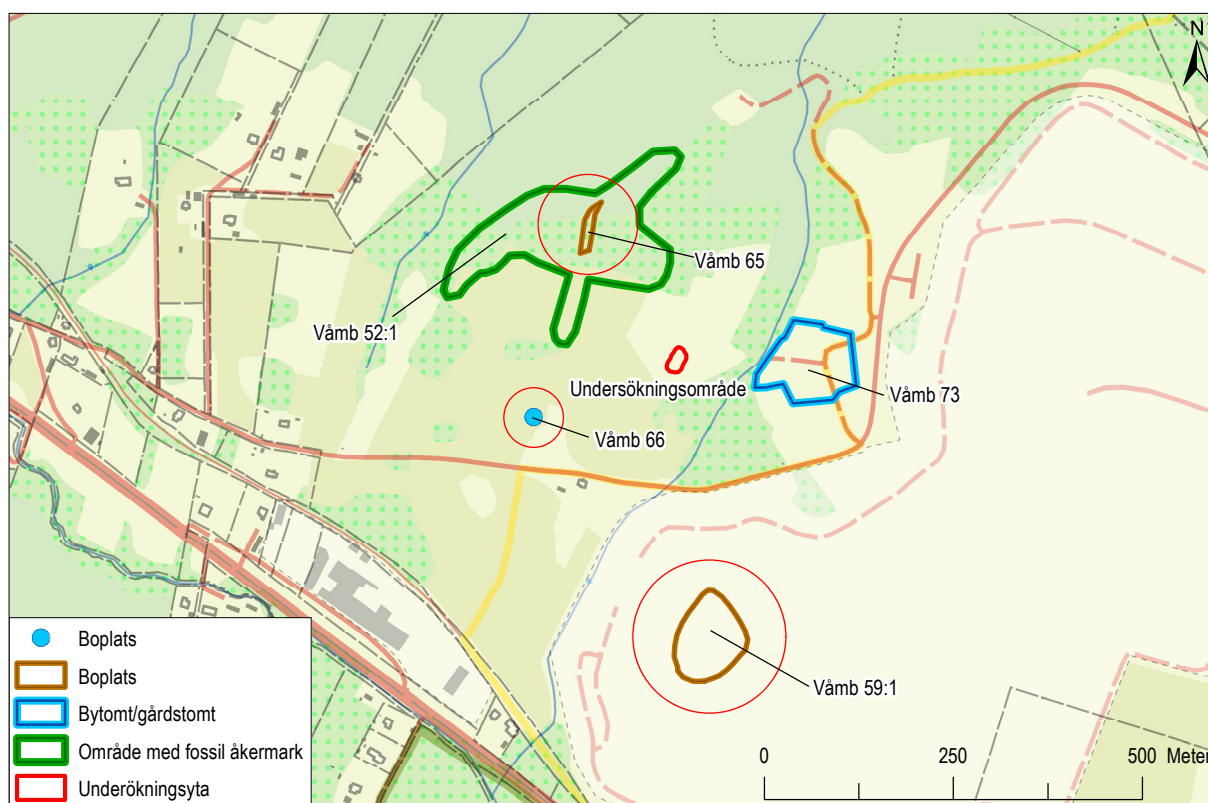 N
Våmb 65
Våmb 52:1
Undersökningsområde
Våmb 73
Våmb 66
Våmb 59:1
Boplats
Boplats
Bytomt/gårdstomt
Område med fossil åkermark
Underökningsyta
0 250 500 Meter